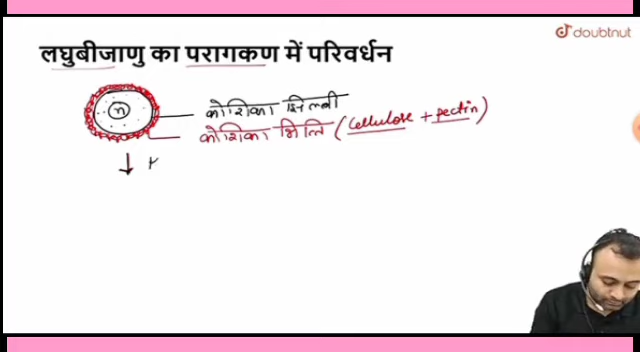 doubtnut
लघुबीजाणु का परागकण में परिवर्धन
n
कोशिका झिल्ली
कोशिका भित्ति (cellulose + pectin)